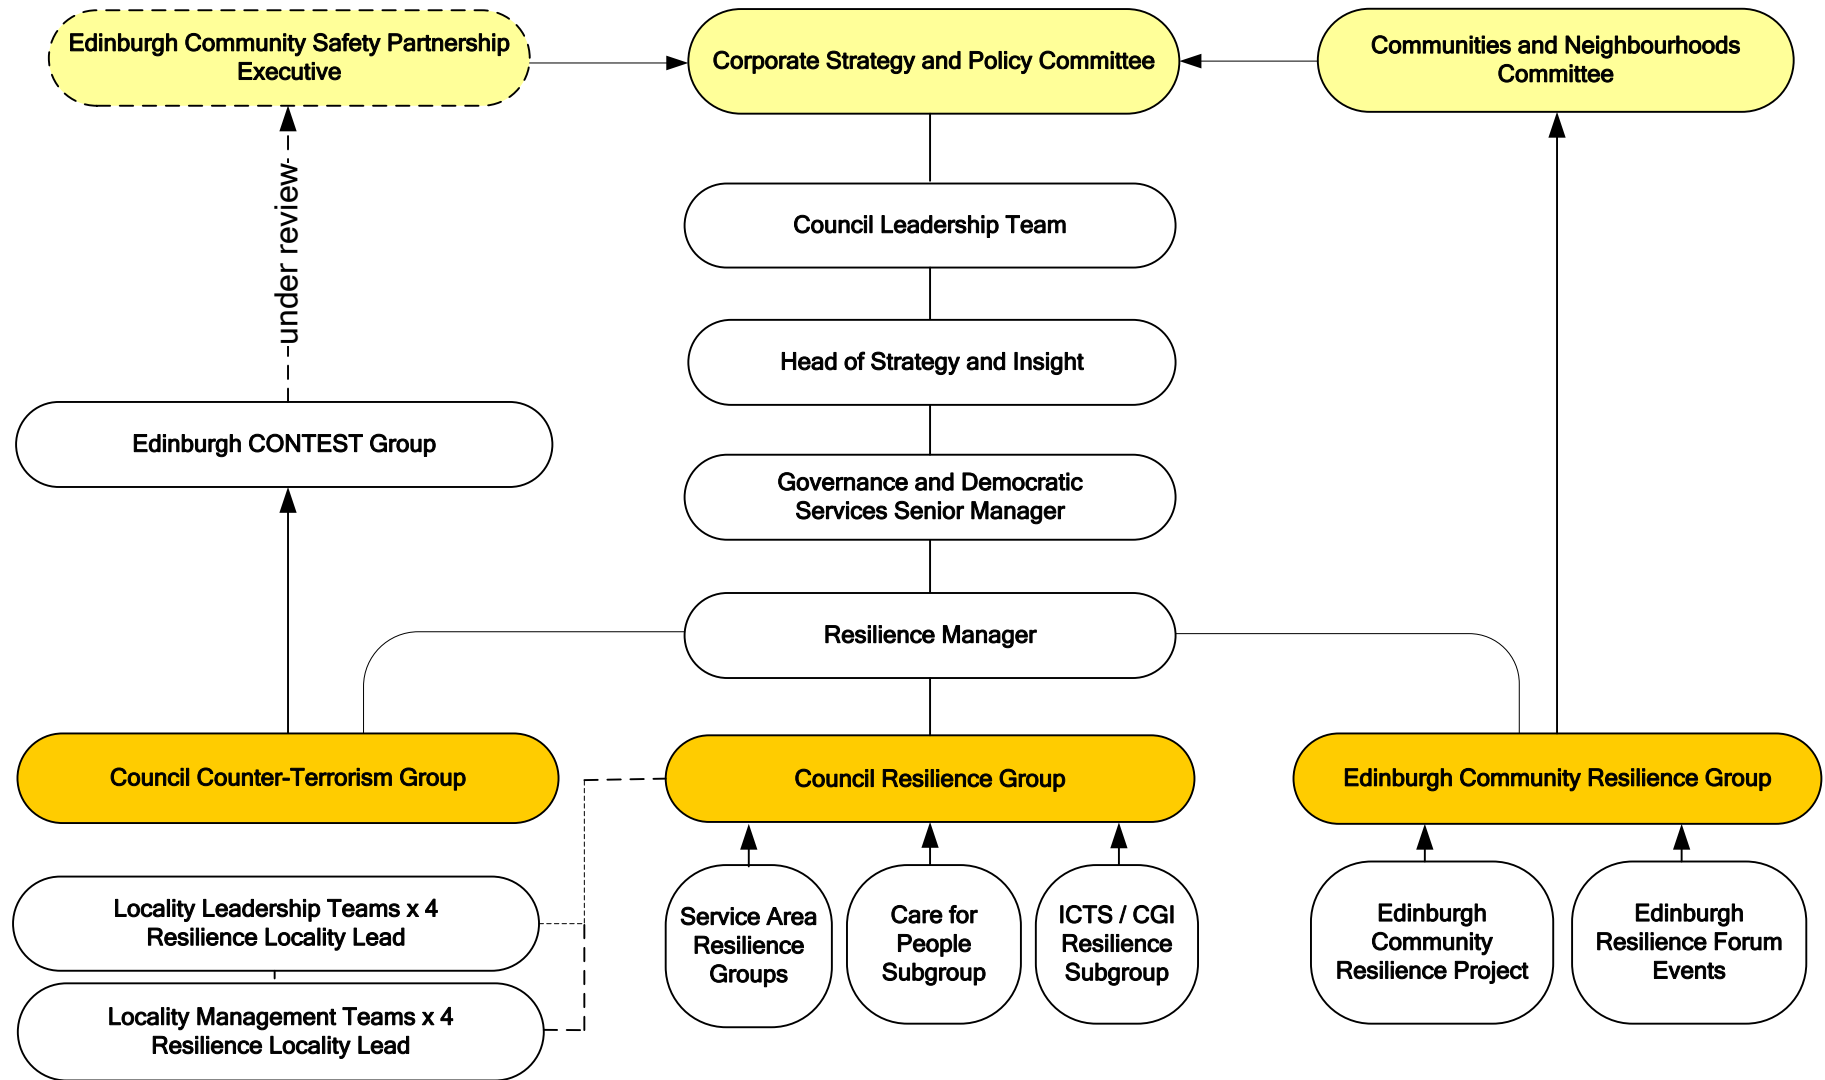 Edinburgh Community Safety Partnership
Executive
Corporate Strategy and Policy Committee
Communities and Neighbourhoods
Committee
under review
Council Leadership Team
Head of Strategy and Insight
Edinburgh CONTEST Group
Governance and Democratic
Services Senior Manager
Resilience Manager
Council Counter-Terrorism Group
Council Resilience Group
Edinburgh Community Resilience Group
Locality Leadership Teams x 4
Resilience Locality Lead
Locality Management Teams x 4
Resilience Locality Lead
Service Area
Resilience
Groups
Care for
People
Subgroup
ICTS / CGI
Resilience
Subgroup
Edinburgh
Community
Resilience Project
Edinburgh
Resilience Forum
Events